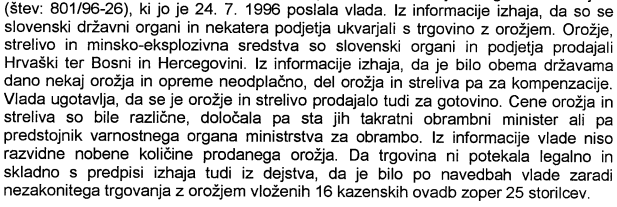 (štev: 801/96-26), ki jo je 24. 7. 1996 poslala vlada. Iz informacije izhaja, da so se
slovenski državni organi in nekatera podjetja ukvarjali s trgovino z orožjem. Orožje,
strelivo in minsko-eksplozivna sredstva so slovenski organi in podjetja prodajali
Hrvaški ter Bosni in Hercegovini. Iz informacije izhaja, da je bilo obema državama
dano nekaj orožja in opreme neodplačno, del orožja in streliva pa za kompenzacije.
Vlada ugotavlja, da se je orožje in strelivo prodajalo tudi za gotovino. Cene orožja in
streliva so bile različne, določala pa sta jih takratni obrambni minister ali pa
predstojnik varnostnega organa ministrstva za obrambo. Iz informacije vlade niso
razvidne nobene količine prodanega orožja. Da trgovina ni potekala legalno in
skladno s predpisi izhaja tudi iz dejstva, da je bilo po navedbah vlade zaradi
nezakonitega trgovanja z orožjem vloženih 16 kazenskih ovadb zoper 25 storilcev.